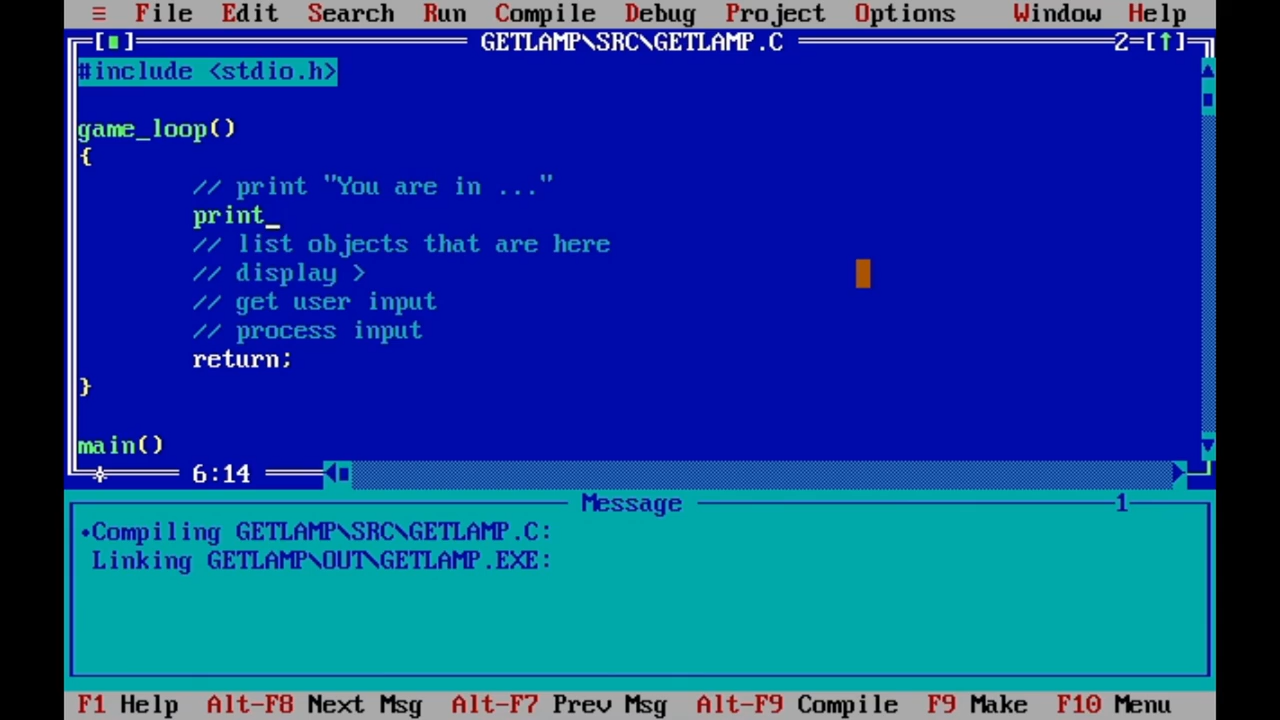 ≡ File Edit Search Run Compile Debug Project Options Window Help
[■] GETLAMP\SRC\GETLAMP.C 2=[↑]
#include <stdio.h>
game_loop()
{
// print "You are in ..."
print_
// list objects that are here
// display >
// get user input
// process input
return;
}
main()
6:14
Message 1
•Compiling GETLAMP\SRC\GETLAMP.C:
Linking GETLAMP\OUT\GETLAMP.EXE:
F1 Help Alt-F8 Next Msg Alt-F7 Prev Msg Alt-F9 Compile F9 Make F10 Menu